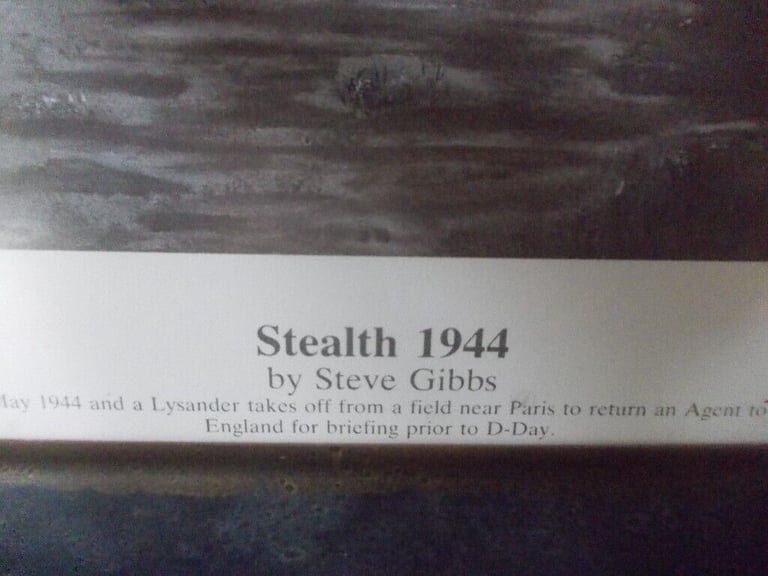 Stealth 1944
by Steve Gibbs
May 1944 and a Lysander takes off from a field near Paris to return an Agent to
England for briefing prior to D-Day.